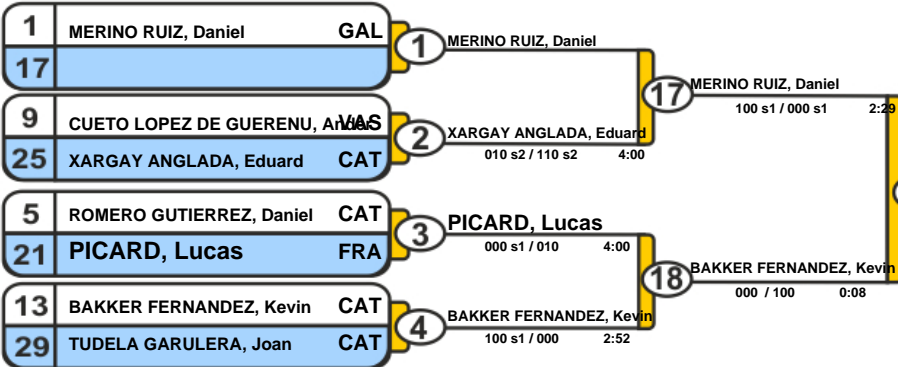 1 MERINO RUIZ, Daniel GAL
17
1 MERINO RUIZ, Daniel
9 CUETO LOPEZ DE GUERENU, Ander VAS
25 XARGAY ANGLADA, Eduard CAT
2 XARGAY ANGLADA, Eduard
010 s2 / 110 s2 4:00
17 MERINO RUIZ, Daniel
100 s1 / 000 s1 2:29
5 ROMERO GUTIERREZ, Daniel CAT
21 PICARD, Lucas FRA
3 PICARD, Lucas
000 s1 / 010 4:00
13 BAKKER FERNANDEZ, Kevin CAT
29 TUDELA GARULERA, Joan CAT
4 BAKKER FERNANDEZ, Kevin
100 s1 / 000 2:52
18 BAKKER FERNANDEZ, Kevin
000 / 100 0:08